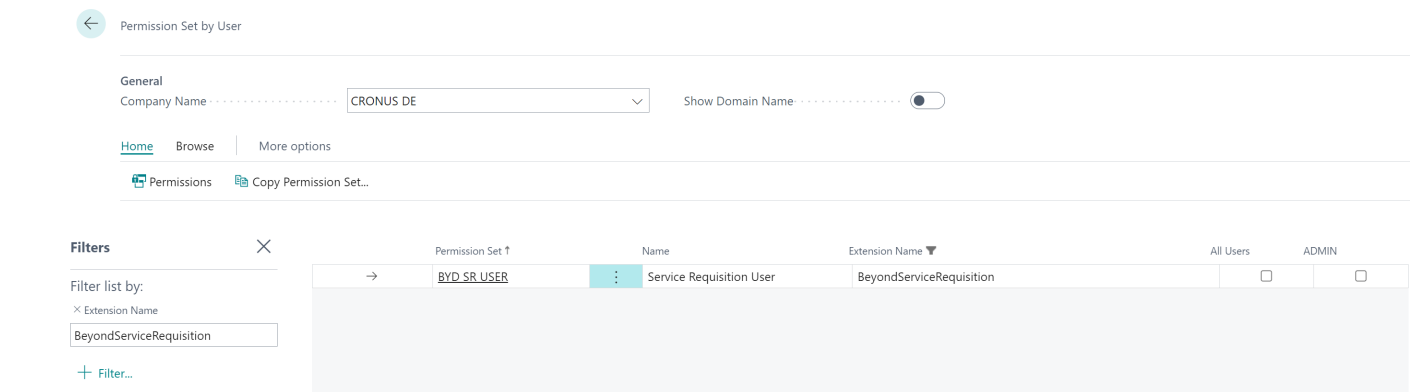 Permission Set by User
General
Company Name
CRONUS DE
Show Domain Name
Home Browse More options
Permissions Copy Permission Set...
Filters
Filter list by:
× Extension Name
BeyondServiceRequisition
+ Filter...
Permission Set ↑ Name Extension Name All Users ADMIN
→ BYD SR USER ⋮ Service Requisition User BeyondServiceRequisition